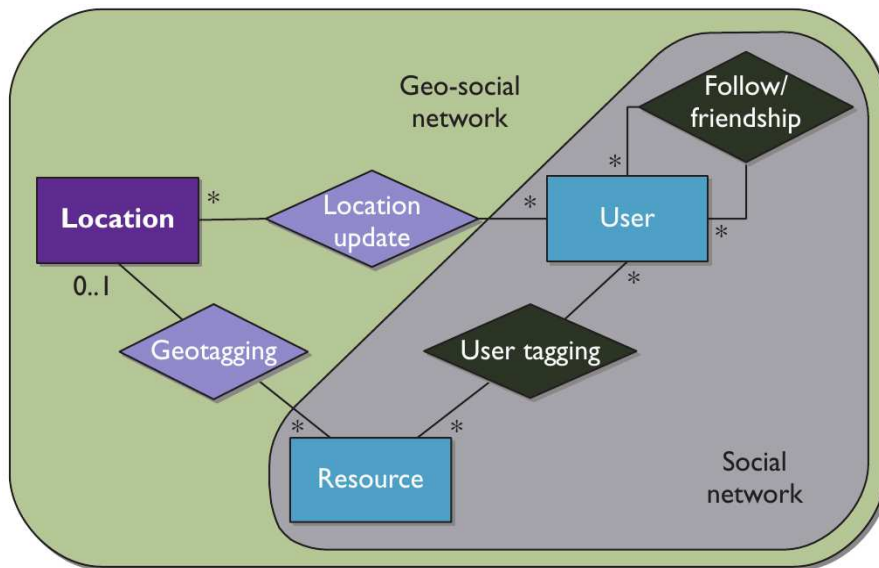 Geo-social
network
Follow/
friendship
*
*
Location
*
Location
update
*
User
*
0..1
*
Geotagging
User tagging
*
*
Resource
Social
network